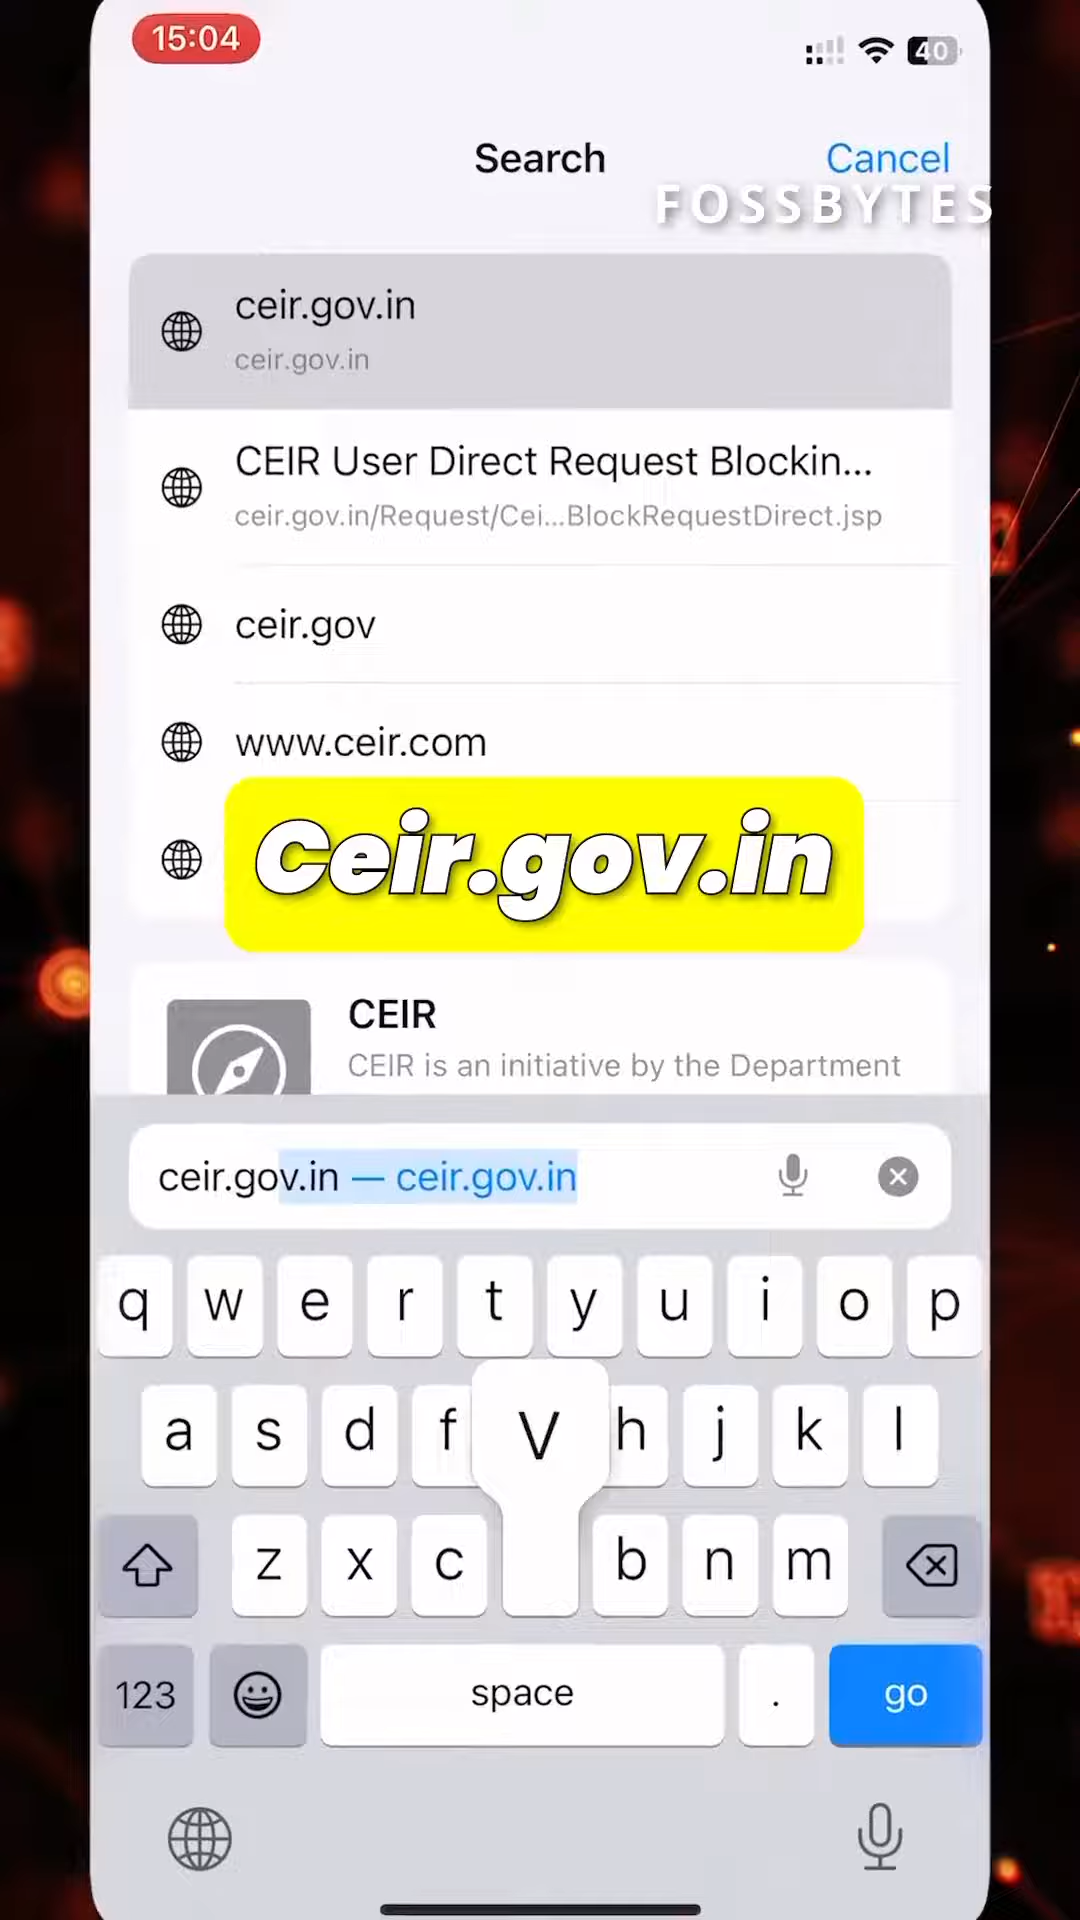 15:04
40
Search
Cancel
FOSSBYTES
ceir.gov.in
ceir.gov.in
CEIR User Direct Request Blockin...
ceir.gov.in/Request/Cei...BlockRequestDirect.jsp
ceir.gov
www.ceir.com
Ceir.gov.in
CEIR
CEIR is an initiative by the Department
ceir.gov.in — ceir.gov.in
q w e r t y u i o p
a s d f V h j k l
z x c b n m
123 space . go